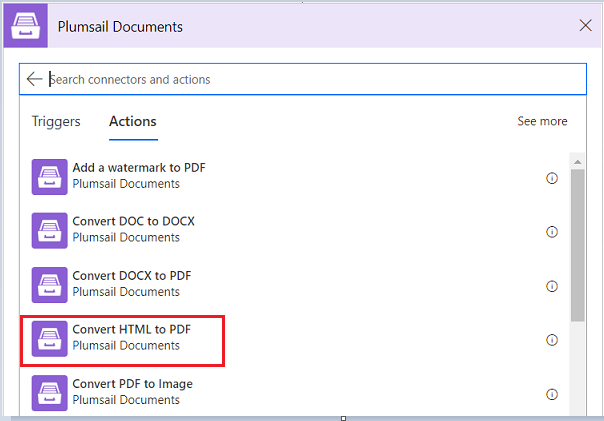 Plumsail Documents
Search connectors and actions
Triggers Actions See more
Add a watermark to PDF
Plumsail Documents
Convert DOC to DOCX
Plumsail Documents
Convert DOCX to PDF
Plumsail Documents
Convert HTML to PDF
Plumsail Documents
Convert PDF to Image
Plumsail Documents